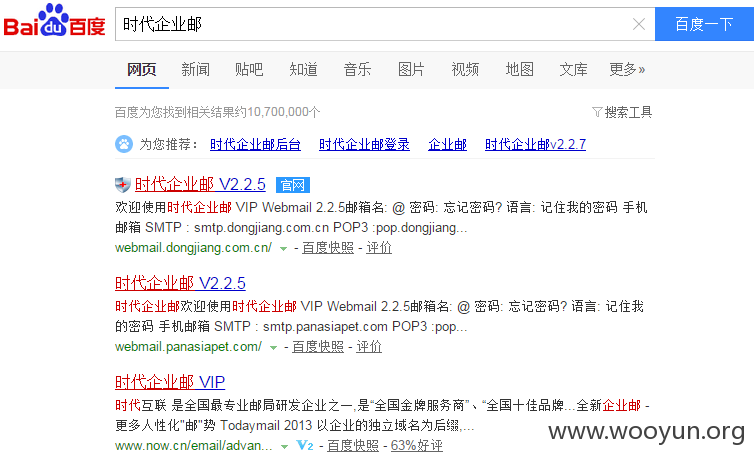 Bai du 百度 时代企业邮 百度一下
网页 新闻 贴吧 知道 音乐 图片 视频 地图 文库 更多»
百度为您找到相关结果约10,700,000个 搜索工具
为您推荐： 时代企业邮后台 时代企业邮登录 企业邮 时代企业邮v2.2.7
时代企业邮 V2.2.5 官网
欢迎使用时代企业邮 VIP Webmail 2.2.5邮箱名: @ 密码: 忘记密码? 语言: 记住我的密码 手机
邮箱 SMTP : smtp.dongjiang.com.cn POP3 :pop.dongjiang...
webmail.dongjiang.com.cn/ - 百度快照 - 评价
时代企业邮 V2.2.5
时代企业邮欢迎使用时代企业邮 VIP Webmail 2.2.5邮箱名: @ 密码: 忘记密码? 语言: 记住我
的密码 手机邮箱 SMTP : smtp.panasiapet.com POP3 :pop...
webmail.panasiapet.com/ - 百度快照 - 评价
时代企业邮 VIP
时代互联 是全国最专业邮局研发企业之一,是“全国金牌服务商”、“全国十佳品牌...全新企业邮 -
更多人性化"邮"势 Todaymail 2013 以企业的独立域名为后缀,...
www.now.cn/email/advan... V2 - 百度快照 - 63%好评
www.wooyun.org